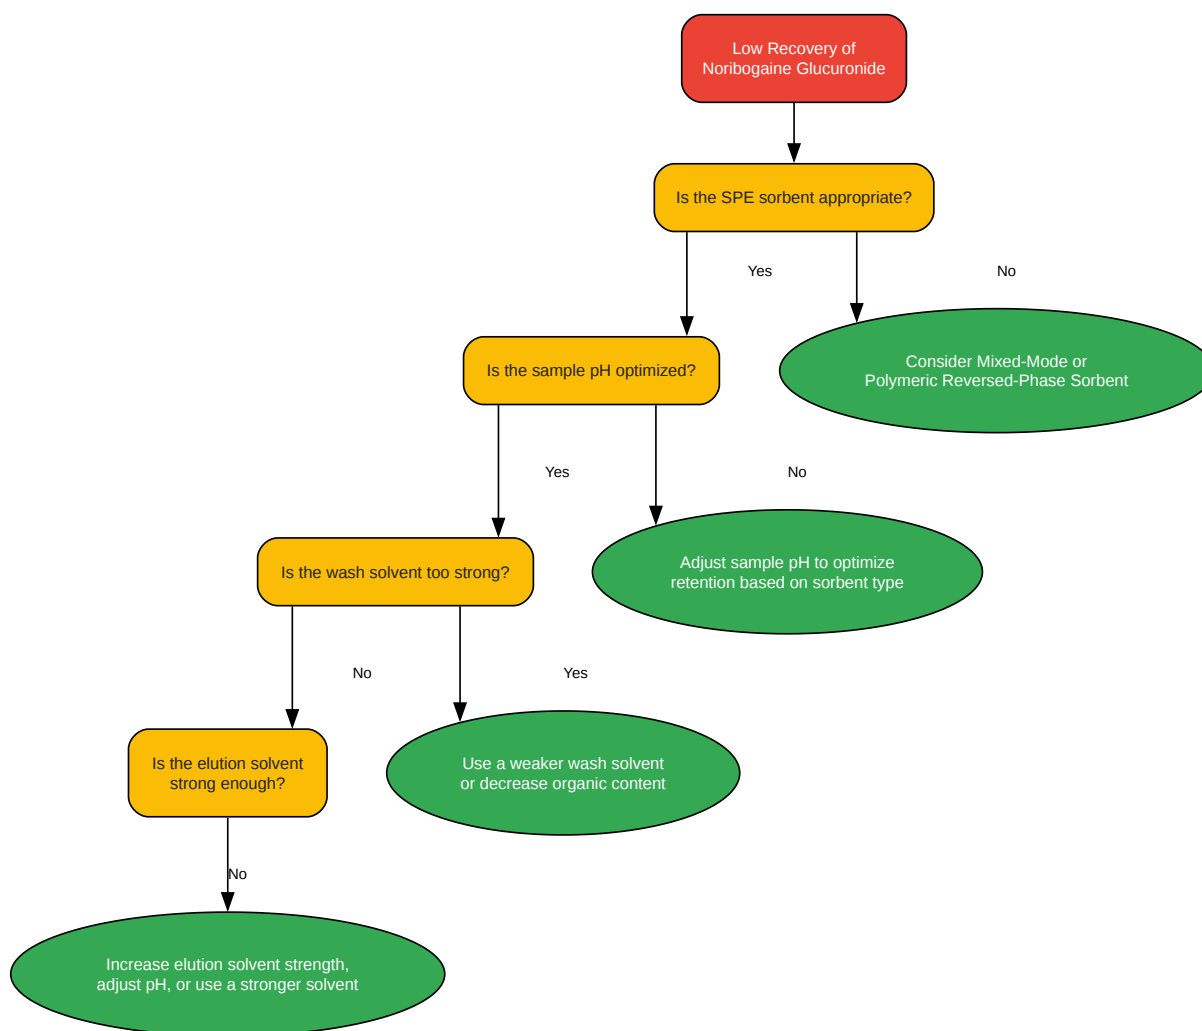 Low Recovery of
Noribogaine Glucuronide
Is the SPE sorbent appropriate?
Yes
No
Is the sample pH optimized?
Consider Mixed-Mode or
Polymeric Reversed-Phase Sorbent
Yes
No
Is the wash solvent too strong?
Adjust sample pH to optimize
retention based on sorbent type
No
Yes
Is the elution solvent
strong enough?
Use a weaker wash solvent
or decrease organic content
No
Increase elution solvent strength,
adjust pH, or use a stronger solvent